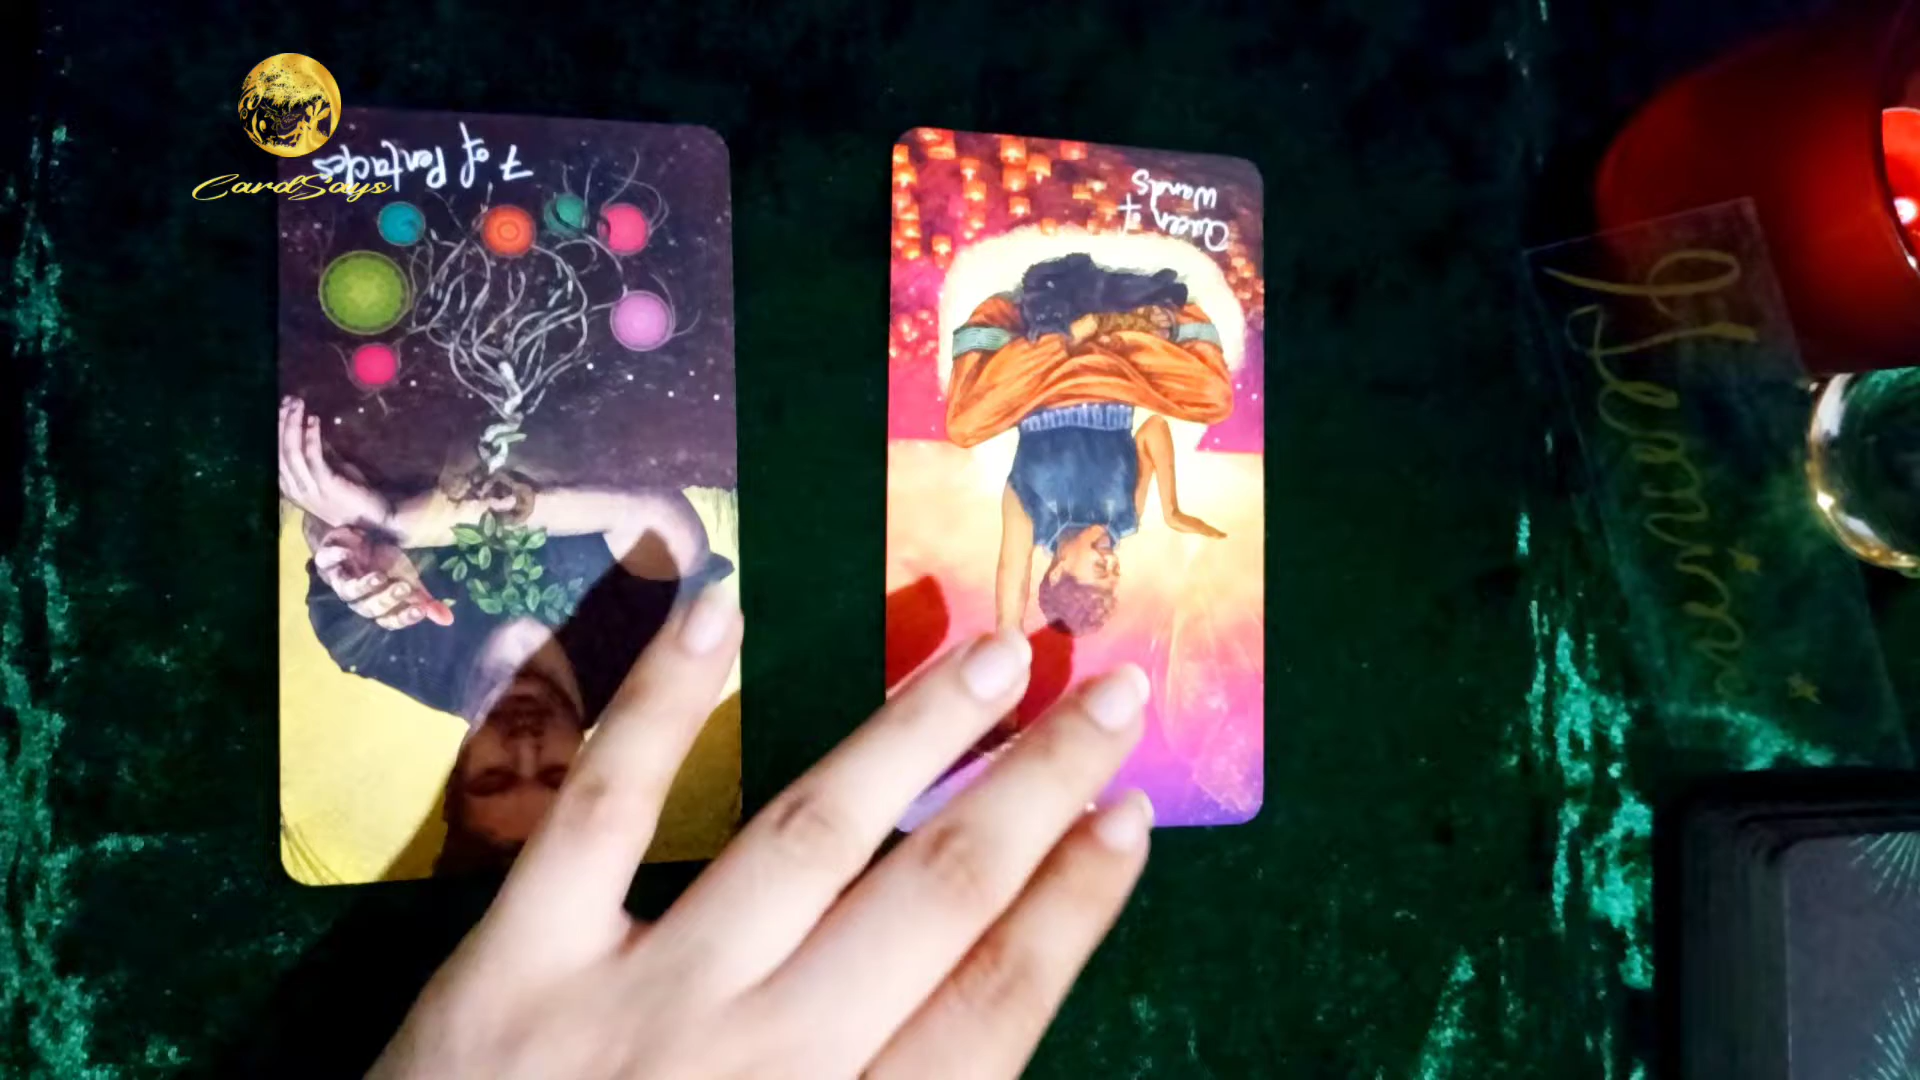 CardSays
7 of Pentacles
Queen of
Wands